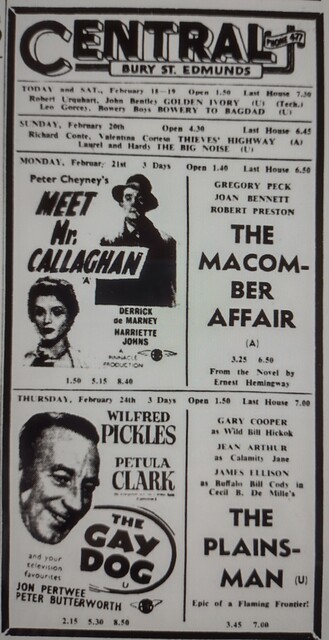 CENTRAL
PHONE 477
BURY ST. EDMUNDS
TODAY and SAT., February 18—19 Open 1.50 Last House 7.30
Robert Urquhart, John Bentley GOLDEN IVORY (U) (Tech.)
Leo Gorcey, Bowery Boys BOWERY TO BAGDAD (U)
SUNDAY, February 20th Open 4.30 Last House 6.45
Richard Conte, Valentina Cortesa THIEVES' HIGHWAY (A)
Laurel and Hardy THE BIG NOISE (U)
MONDAY, February 21st 3 Days Open 1.40 Last House 6.50
Peter Cheyney's
MEET
Mr.
CALLAGHAN
'A'
DERRICK
de MARNEY
HARRIETTE
JOHNS
A
PINNACLE
PRODUCTION
1.50 5.15 8.40
GREGORY PECK
JOAN BENNETT
ROBERT PRESTON
THE
MACOM-
BER
AFFAIR
(A)
3.25 6.50
From the Novel by
Ernest Hemingway
THURSDAY, February 24th 3 Days Open 1.50 Last House 7.00
WILFRED
PICKLES
PETULA
CLARK
THE
GAY
DOG
U
and your
television
favourites
JON PERTWEE
PETER BUTTERWORTH
2.15 5.30 8.50
GARY COOPER
as Wild Bill Hickok
JEAN ARTHUR
as Calamity Jane
JAMES ELLISON
as Buffalo Bill Cody in
Cecil B. De Mille's
THE
PLAINS-
MAN (U)
Epic of a Flaming Frontier!
3.45 7.00